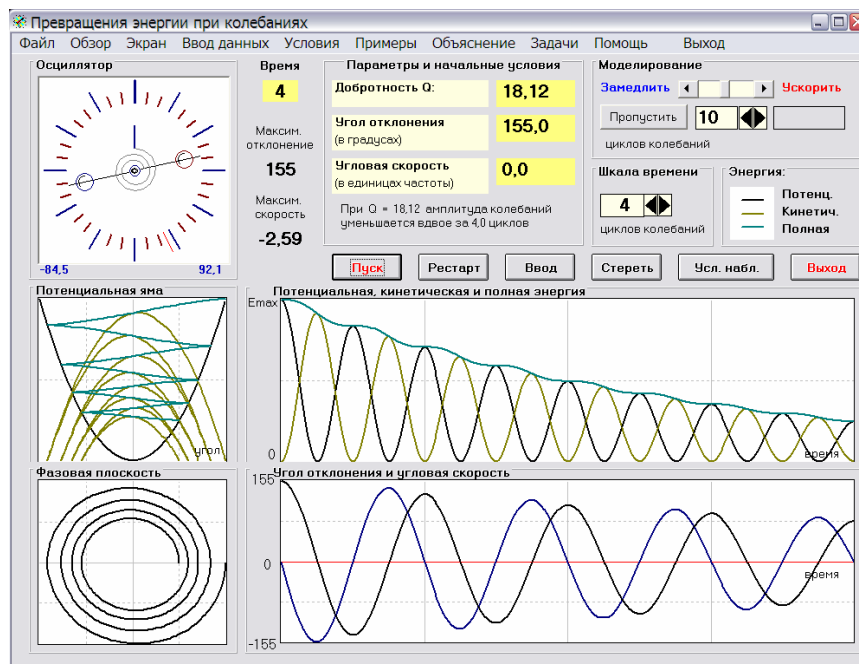 Превращения энергии при колебаниях
Файл Обзор Экран Ввод данных Условия Примеры Объяснение Задачи Помощь Выход
Осциллятор
-84,5 92,1
Время
4
Максим.
отклонение
155
Максим.
скорость
-2,59
Параметры и начальные условия
Добротность Q: 18,12
Угол отклонения
(в градусах)
155,0
Угловая скорость
(в единицах частоты)
0,0
При Q = 18,12 амплитуда колебаний
уменьшается вдвое за 4,0 циклов
Моделирование
Замедлить Ускорить
Пропустить 10
циклов колебаний
Шкала времени
4
циклов колебаний
Энергия:
Потенц.
Кинетич.
Полная
Пуск Рестарт Ввод Стереть Усл. набл. Выход
Потенциальная яма
угол
Потенциальная, кинетическая и полная энергия
Emax
0
время
Фазовая плоскость
Угол отклонения и угловая скорость
155
0
время
-155